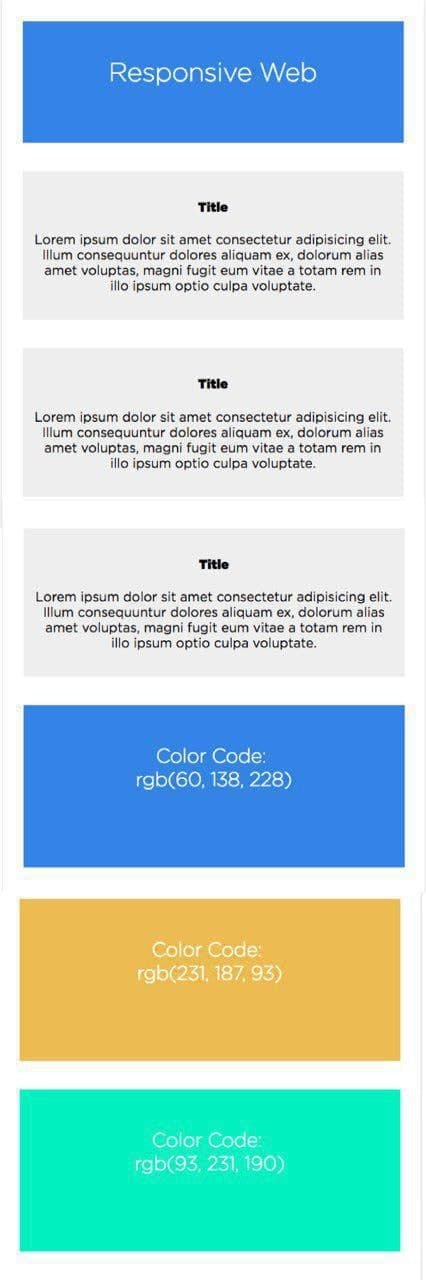 Responsive Web
Title
Lorem ipsum dolor sit amet consectetur adipisicing elit.
Illum consequuntur dolores aliquam ex, dolorum alias
amet voluptas, magni fugit eum vitae a totam rem in
illo ipsum optio culpa voluptate.
Title
Lorem ipsum dolor sit amet consectetur adipisicing elit.
Illum consequuntur dolores aliquam ex, dolorum alias
amet voluptas, magni fugit eum vitae a totam rem in
illo ipsum optio culpa voluptate.
Title
Lorem ipsum dolor sit amet consectetur adipisicing elit.
Illum consequuntur dolores aliquam ex, dolorum alias
amet voluptas, magni fugit eum vitae a totam rem in
illo ipsum optio culpa voluptate.
Color Code:
rgb(60, 138, 228)
Color Code:
rgb(231, 187, 93)
Color Code:
rgb(93, 231, 190)